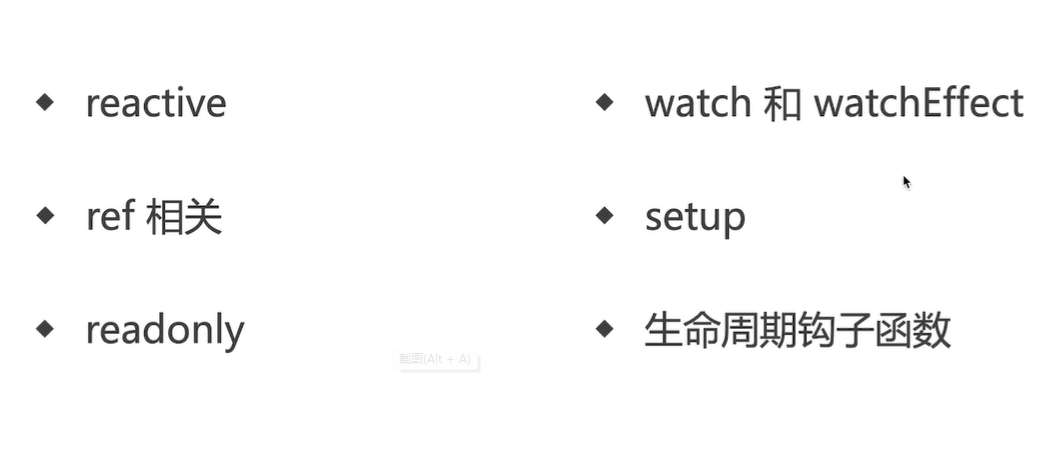 reactive
ref 相关
readonly
watch 和 watchEffect
setup
生命周期钩子函数
截图(Alt + A)